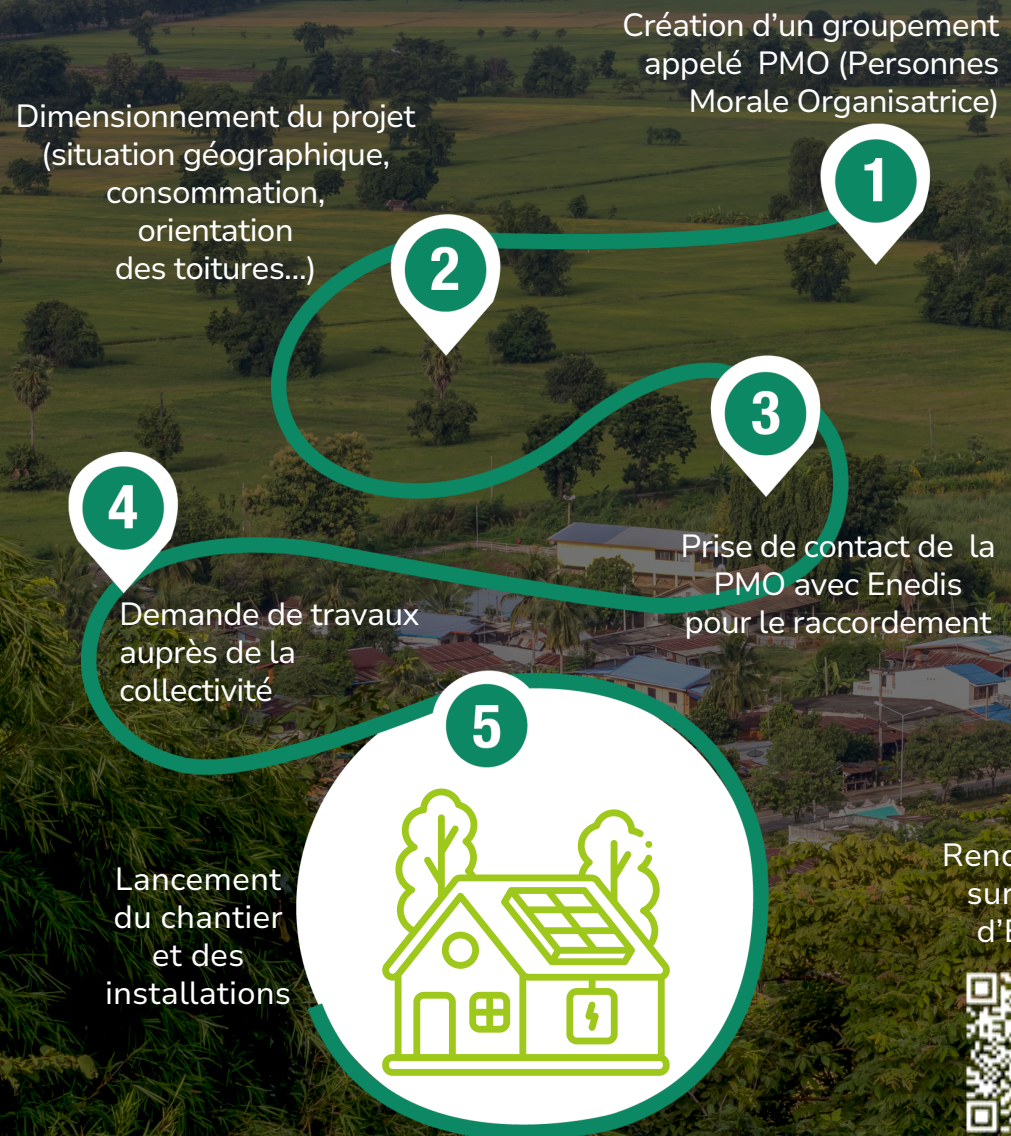 Création d’un groupement
appelé  PMO (Personnes
Morale Organisatrice)
1
Dimensionnement du projet
(situation géographique,
consommation,
orientation
des toitures...)
2
3
Prise de contact de  la
PMO avec Enedis
pour le raccordement
4
Demande de travaux
auprès de la
collectivité
5
Lancement
du chantier
et des
installations
sur